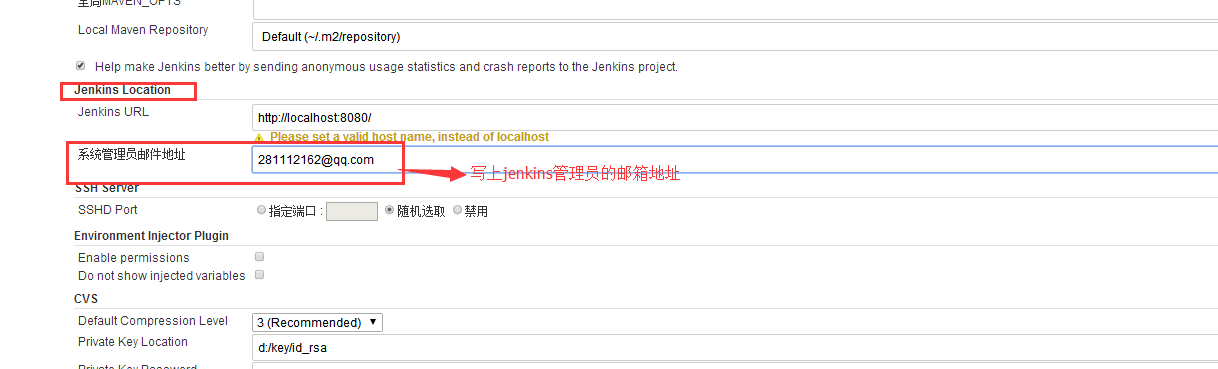 全局MAVEN_OPTS
Local Maven Repository
Default (~/.m2/repository)
Help make Jenkins better by sending anonymous usage statistics and crash reports to the Jenkins project.
Jenkins Location
Jenkins URL
http://localhost:8080/
Please set a valid host name, instead of localhost
系统管理员邮件地址
281112162@qq.com
写上jenkins管理员的邮箱地址
SSH Server
SSHD Port
指定端口 :
随机选取
禁用
Environment Injector Plugin
Enable permissions
Do not show injected variables
CVS
Default Compression Level
3 (Recommended)
Private Key Location
d:/key/id_rsa
Private Key Password